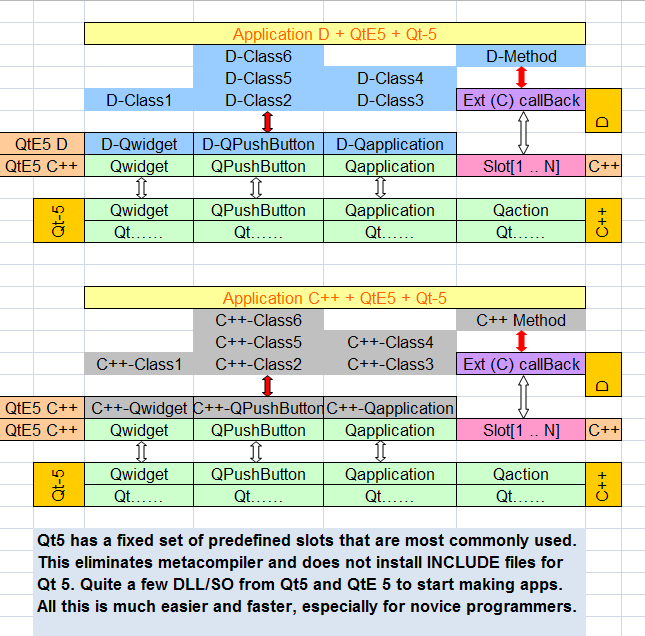 Application D + QtE5 + Qt-5
D-Class6 D-Method
D-Class5 D-Class4
D-Class1 D-Class2 D-Class3 Ext (C) callBack D
QtE5 D D-Qwidget D-QPushButton D-Qapplication
QtE5 C++ Qwidget QPushButton Qapplication Slot[1 .. N] C++
Qt-5 Qwidget QPushButton Qapplication Qaction C++
Qt...... Qt...... Qt...... Qt......
Application C++ + QtE5 + Qt-5
C++-Class6 C++ Method
C++-Class5 C++-Class4
C++-Class1 C++-Class2 C++-Class3 Ext (C) callBack D
QtE5 C++ C++-Qwidget C++-QPushButton C++-Qapplication
QtE5 C++ Qwidget QPushButton Qapplication Slot[1 .. N] C++
Qt-5 Qwidget QPushButton Qapplication Qaction C++
Qt...... Qt...... Qt...... Qt......
Qt5 has a fixed set of predefined slots that are most commonly used.
This eliminates metacompiler and does not install INCLUDE files for
Qt 5. Quite a few DLL/SO from Qt5 and QtE 5 to start making apps.
All this is much easier and faster, especially for novice programmers.